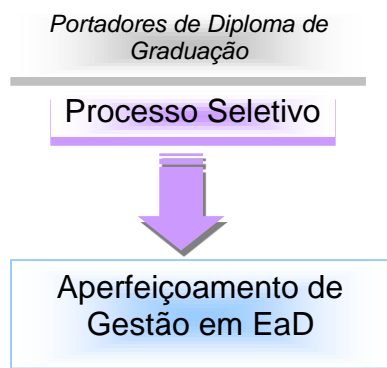 Portadores de Diploma de
Graduação
Processo Seletivo
Aperfeiçoamento de
Gestão em EaD